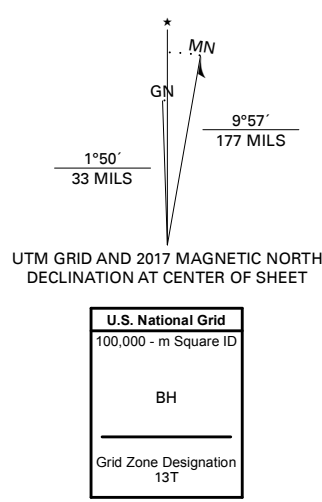 ★
MN
GN
9°57´
177 MILS
1°50´
33 MILS
UTM GRID AND 2017 MAGNETIC NORTH
DECLINATION AT CENTER OF SHEET
U.S. National Grid
100,000 - m Square ID
BH
Grid Zone Designation
13T